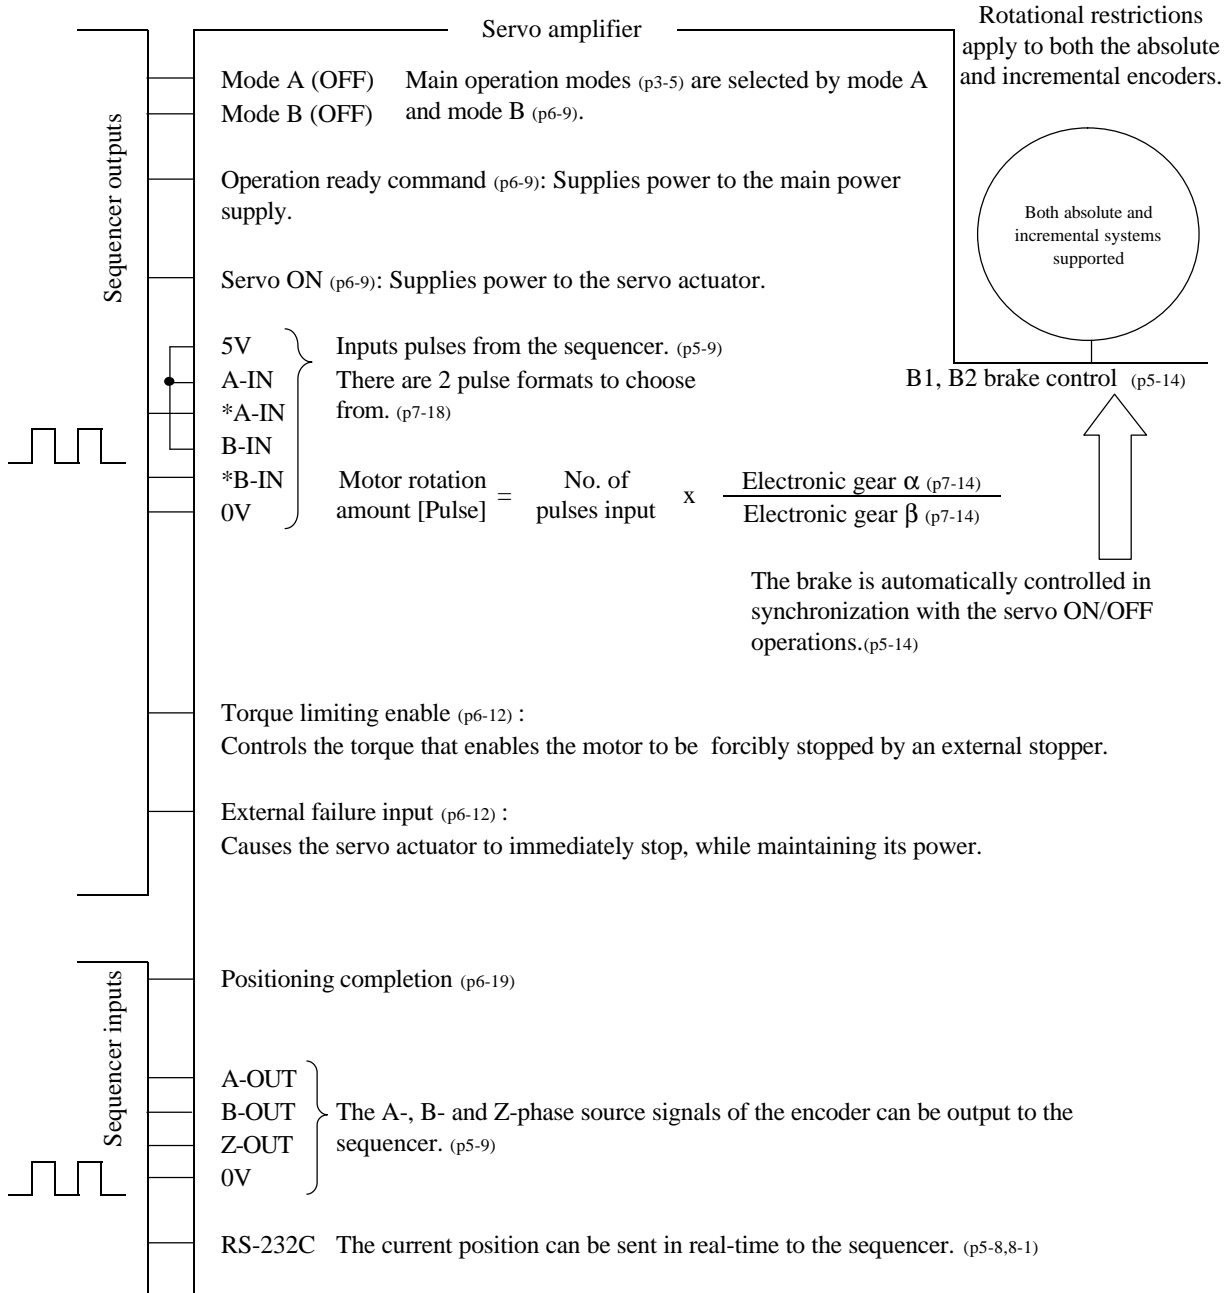 Servo amplifier
Rotational restrictions
apply to both the absolute
and incremental encoders.
Sequencer outputs
Mode A (OFF) Main operation modes (p3-5) are selected by mode A
Mode B (OFF) and mode B (p6-9).
Operation ready command (p6-9): Supplies power to the main power
supply.
Both absolute and
incremental systems
supported
Servo ON (p6-9): Supplies power to the servo actuator.
5V Inputs pulses from the sequencer. (p5-9)
A-IN There are 2 pulse formats to choose
*A-IN from. (p7-18)
B-IN
*B-IN
0V
B1, B2 brake control (p5-14)
Motor rotation
amount [Pulse] = No. of
pulses input x Electronic gear α (p7-14)
Electronic gear β (p7-14)
The brake is automatically controlled in
synchronization with the servo ON/OFF
operations.(p5-14)
Torque limiting enable (p6-12) :
Controls the torque that enables the motor to be forcibly stopped by an external stopper.
External failure input (p6-12) :
Causes the servo actuator to immediately stop, while maintaining its power.
Sequencer inputs
Positioning completion (p6-19)
A-OUT
B-OUT The A-, B- and Z-phase source signals of the encoder can be output to the
Z-OUT sequencer. (p5-9)
0V
RS-232C The current position can be sent in real-time to the sequencer. (p5-8,8-1)